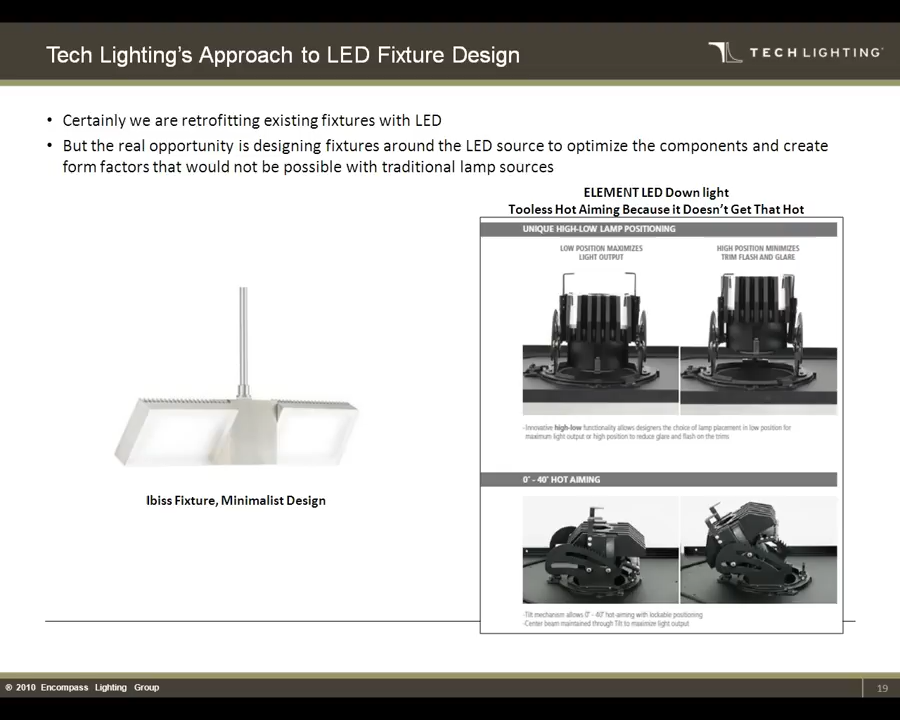 Tech Lighting's Approach to LED Fixture Design
TECH LIGHTING
• Certainly we are retrofitting existing fixtures with LED
• But the real opportunity is designing fixtures around the LED source to optimize the components and create
form factors that would not be possible with traditional lamp sources
ELEMENT LED Down light
Tooless Hot Aiming Because it Doesn't Get That Hot
UNIQUE HIGH-LOW LAMP POSITIONING
LOW POSITION MAXIMIZES
LIGHT OUTPUT
HIGH POSITION MINIMIZES
TRIM FLASH AND GLARE
-Innovative high-low functionality allows designers the choice of lamp placement in low position for
maximum light output or high position to reduce glare and flash on the trims
0˚ - 40˚ HOT AIMING
-Tilt mechanism allows 0˚ - 40˚ hot-aiming with lockable positioning
-Center beam maintained through Tilt to maximize light output
Ibiss Fixture, Minimalist Design
® 2010 Encompass Lighting Group
19